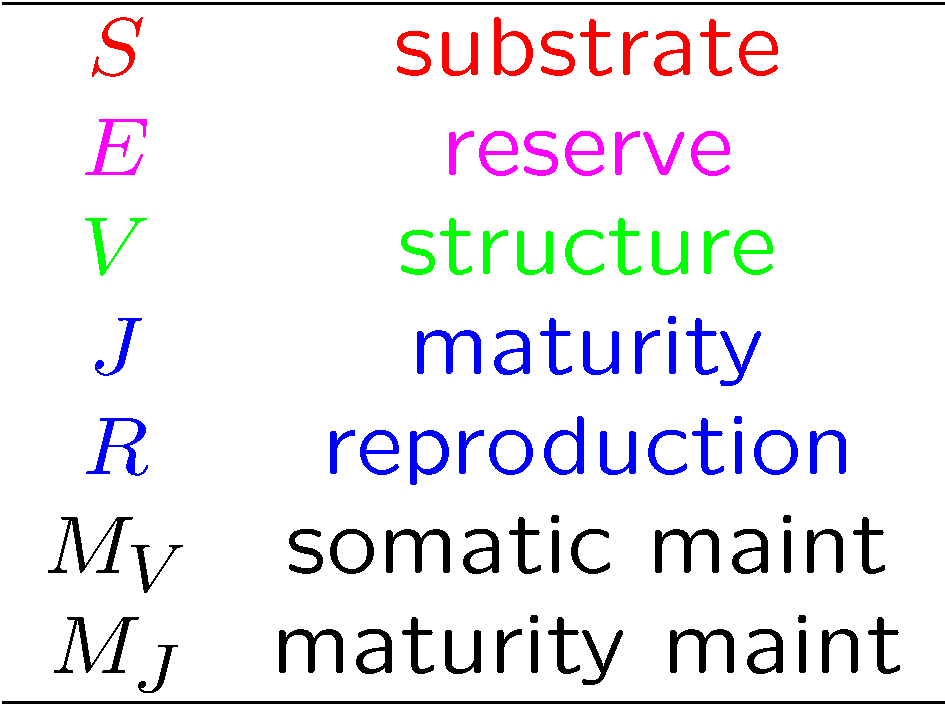 S substrate
E reserve
V structure
J maturity
R reproduction
M_V somatic maint
M_J maturity maint